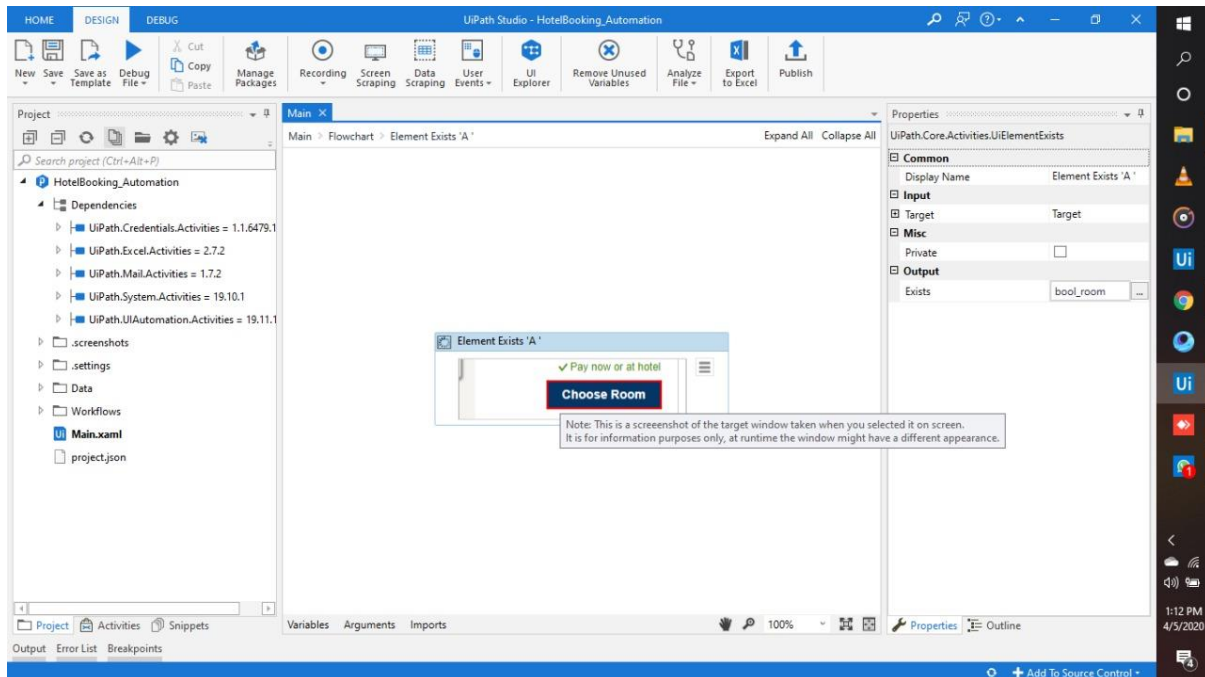 HOME DESIGN DEBUG
UiPath Studio - HotelBooking_Automation
New Save Save as Template Debug File Cut Copy Paste Manage Packages Recording Screen Scraping Data Scraping User Events UI Explorer Remove Unused Variables Analyze File Export to Excel Publish
Project
Search project (Ctrl+Alt+P)
HotelBooking_Automation
Dependencies
UiPath.Credentials.Activities = 1.1.6479.1
UiPath.Excel.Activities = 2.7.2
UiPath.Mail.Activities = 1.7.2
UiPath.System.Activities = 19.10.1
UiPath.UIAutomation.Activities = 19.11.1
.screenshots
.settings
Data
Workflows
Main.xaml
project.json
Project Activities Snippets
Output Error List Breakpoints
Main
Main > Flowchart > Element Exists 'A '
Expand All Collapse All
Element Exists 'A '
Pay now or at hotel
Choose Room
Note: This is a screeenshot of the target window taken when you selected it on screen.
It is for information purposes only, at runtime the window might have a different appearance.
Variables Arguments Imports
100%
Properties
UiPath.Core.Activities.UiElementExists
Common
Display Name Element Exists 'A '
Input
Target Target
Misc
Private
Output
Exists bool_room ...
Properties Outline
Add To Source Control
Ui
Ui
1
1:12 PM
4/5/2020
4